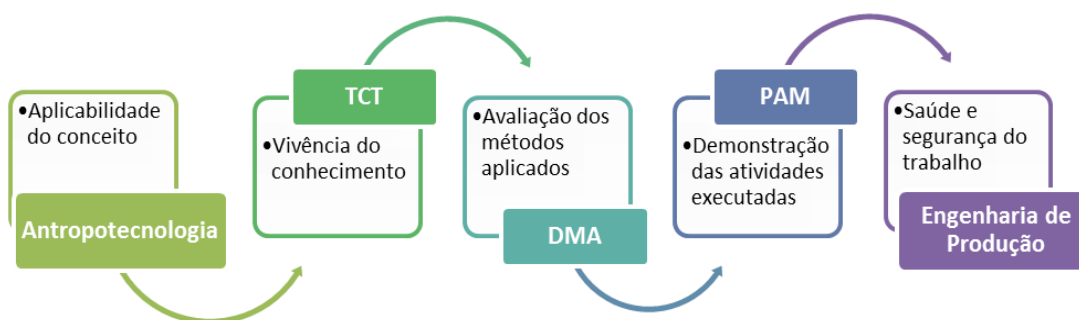 •Aplicabilidade
do conceito
Antropotecnologia
TCT
•Vivência do
conhecimento
•Avaliação dos
métodos
aplicados
DMA
PAM
•Demonstração
das atividades
executadas
•Saúde e
segurança do
trabalho
Engenharia de
Produção